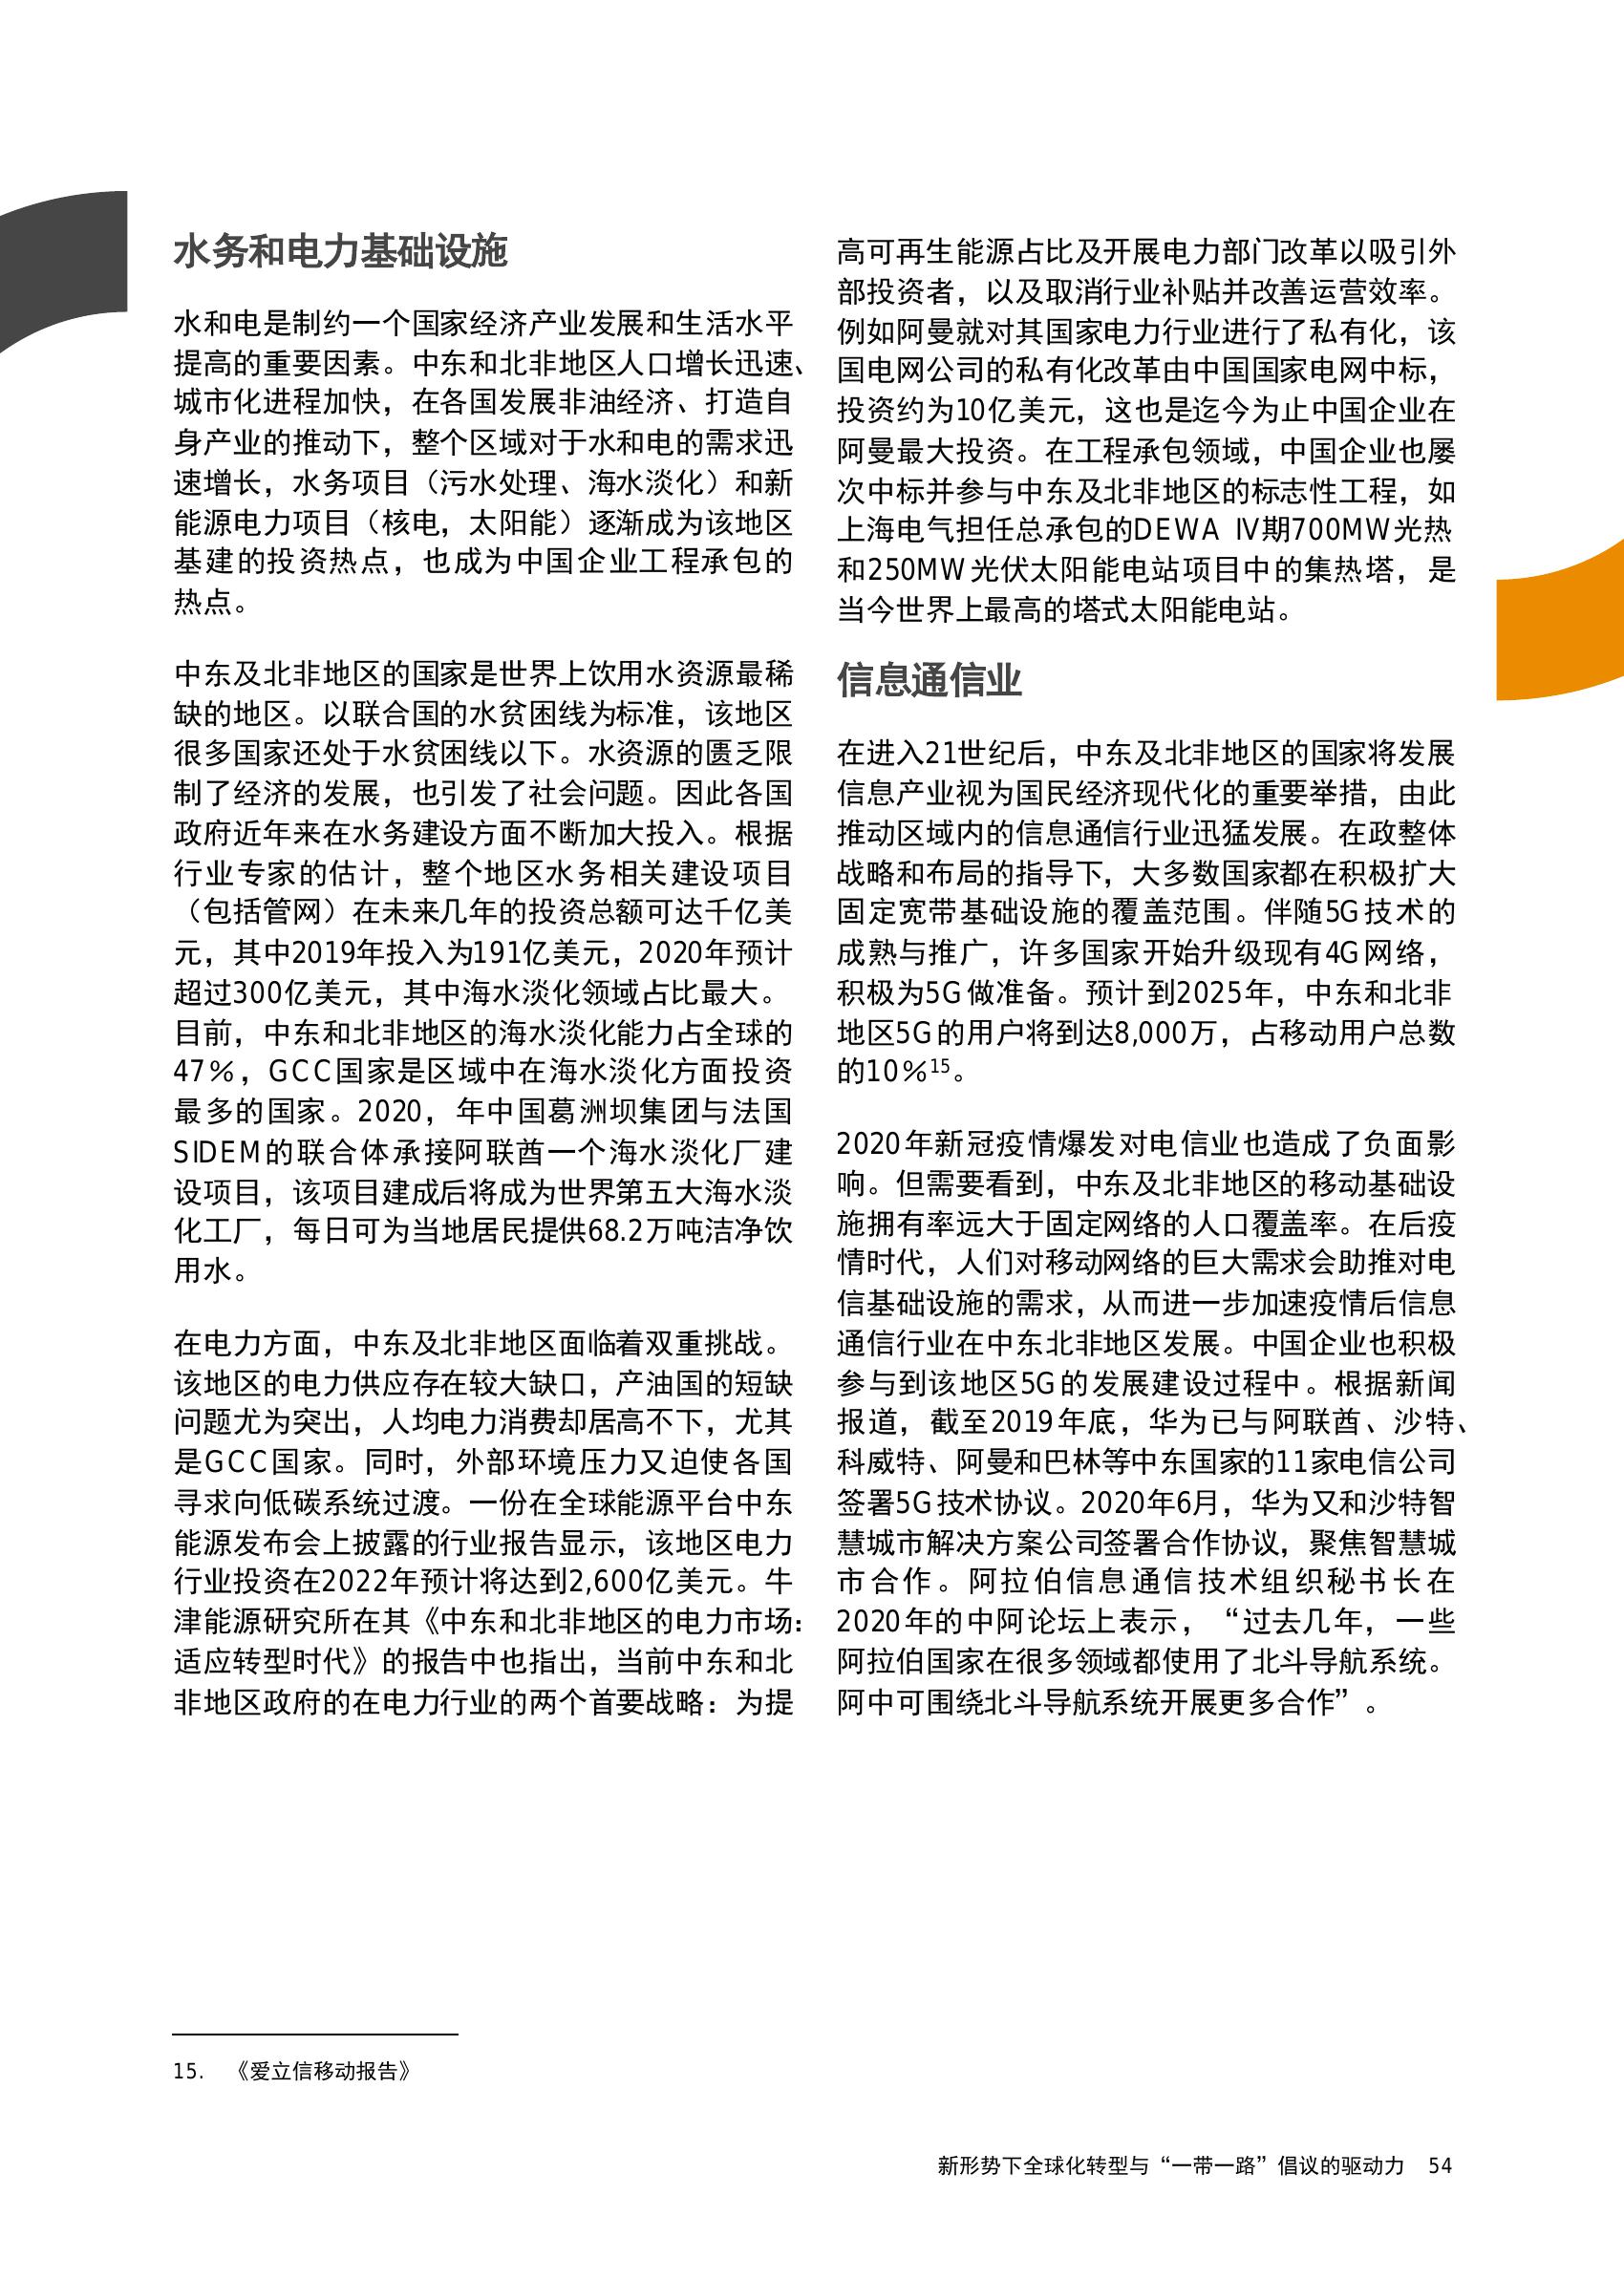 水务和电力基础设施
水和电是制约一个国家经济产业发展和生活水平
提高的重要因素。中东和北非地区人口增长迅速、
城市化进程加快，在各国发展非油经济、打造自
身产业的推动下，整个区域对于水和电的需求迅
速增长，水务项目（污水处理、海水淡化）和新
能源电力项目（核电，太阳能）逐渐成为该地区
基建的投资热点，也成为中国企业工程承包的
热点。
中东及北非地区的国家是世界上饮用水资源最稀
缺的地区。以联合国的水贫困线为标准，该地区
很多国家还处于水贫困线以下。水资源的匮乏限
制了经济的发展，也引发了社会问题。因此各国
政府近年来在水务建设方面不断加大投入。根据
行业专家的估计，整个地区水务相关建设项目
（包括管网）在未来几年的投资总额可达千亿美
元，其中2019年投入为191亿美元，2020年预计
超过300亿美元，其中海水淡化领域占比最大。
目前，中东和北非地区的海水淡化能力占全球的
47%，GCC国家是区域中在海水淡化方面投资
最多的国家。2020，年中国葛洲坝集团与法国
SIDEM的联合体承接阿联酋一个海水淡化厂建
设项目，该项目建成后将成为世界第五大海水淡
化工厂，每日可为当地居民提供68.2万吨洁净饮
用水。
在电力方面，中东及北非地区面临着双重挑战。
该地区的电力供应存在较大缺口，产油国的短缺
问题尤为突出，人均电力消费却居高不下，尤其
是GCC国家。同时，外部环境压力又迫使各国
寻求向低碳系统过渡。一份在全球能源平台中东
能源发布会上披露的行业报告显示，该地区电力
行业投资在2022年预计将达到2,600亿美元。牛
津能源研究所在其《中东和北非地区的电力市场：
适应转型时代》的报告中也指出，当前中东和北
非地区政府的在电力行业的两个首要战略：为提
高可再生能源占比及开展电力部门改革以吸引外
部投资者，以及取消行业补贴并改善运营效率。
例如阿曼就对其国家电力行业进行了私有化，该
国电网公司的私有化改革由中国国家电网中标，
投资约为10亿美元，这也是迄今为止中国企业在
阿曼最大投资。在工程承包领域，中国企业也屡
次中标并参与中东及北非地区的标志性工程，如
上海电气担任总承包的DEWA IV期700MW光热
和250MW光伏太阳能电站项目中的集热塔，是
当今世界上最高的塔式太阳能电站。
信息通信业
在进入21世纪后，中东及北非地区的国家将发展
信息产业视为国民经济现代化的重要举措，由此
推动区域内的信息通信行业迅猛发展。在政整体
战略和布局的指导下，大多数国家都在积极扩大
固定宽带基础设施的覆盖范围。伴随5G技术的
成熟与推广，许多国家开始升级现有4G网络，
积极为5G做准备。预计到2025年，中东和北非
地区5G的用户将到达8,000万，占移动用户总数
的10%15。
2020年新冠疫情爆发对电信业也造成了负面影
响。但需要看到，中东及北非地区的移动基础设
施拥有率远大于固定网络的人口覆盖率。在后疫
情时代，人们对移动网络的巨大需求会助推对电
信基础设施的需求，从而进一步加速疫情后信息
通信行业在中东北非地区发展。中国企业也积极
参与到该地区5G的发展建设过程中。根据新闻
报道，截至2019年底，华为已与阿联酋、沙特、
科威特、阿曼和巴林等中东国家的11家电信公司
签署5G技术协议。2020年6月，华为又和沙特智
慧城市解决方案公司签署合作协议，聚焦智慧城
市合作。阿拉伯信息通信技术组织秘书长在
2020年的中阿论坛上表示，“过去几年，一些
阿拉伯国家在很多领域都使用了北斗导航系统。
阿中可围绕北斗导航系统开展更多合作”。
15. 《爱立信移动报告》
新形势下全球化转型与“一带一路”倡议的驱动力 54